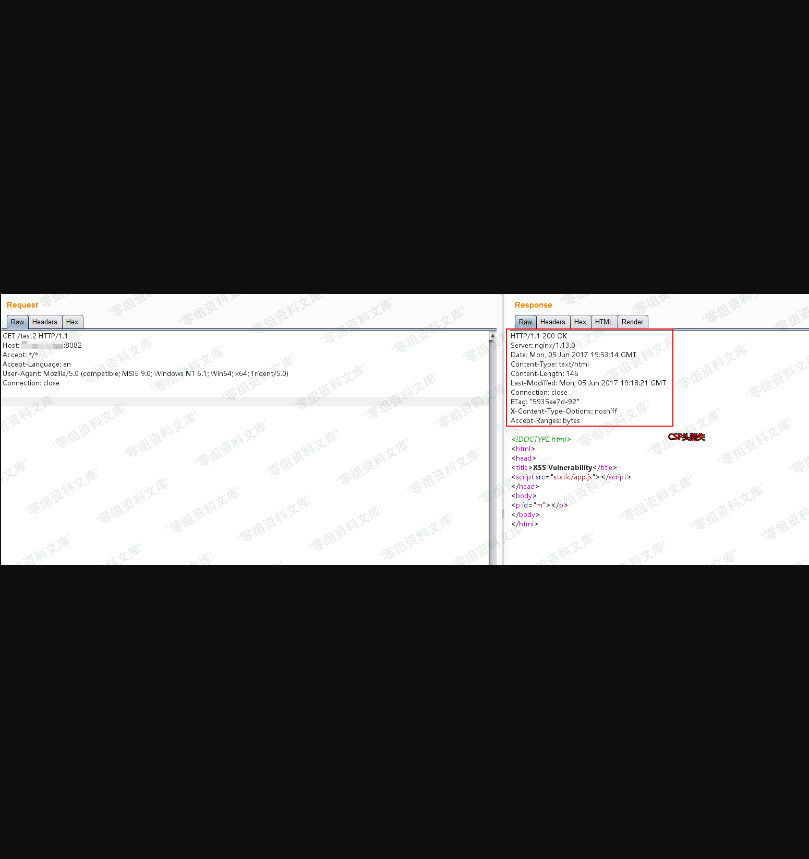 Request
Raw Headers Hex
GET /test2 HTTP/1.1
Host: :8082
Accept: */*
Accept-Language: en
User-Agent: Mozilla/5.0 (compatible; MSIE 9.0; Windows NT 6.1; Win64; x64; Trident/5.0)
Connection: close
Response
Raw Headers Hex HTML Render
HTTP/1.1 200 OK
Server: nginx/1.13.0
Date: Mon, 05 Jun 2017 19:53:14 GMT
Content-Type: text/html
Content-Length: 146
Last-Modified: Mon, 05 Jun 2017 19:18:21 GMT
Connection: close
ETag: "5935ae7d-92"
X-Content-Type-Options: nosniff
Accept-Ranges: bytes
<!DOCTYPE html>
<html>
<head>
<title>XSS Vulnerability</title>
<script src="static/app.js"></script>
</head>
<body>
<p id="m"></p>
</body>
</html>
CSP头缺失
零组资料文库